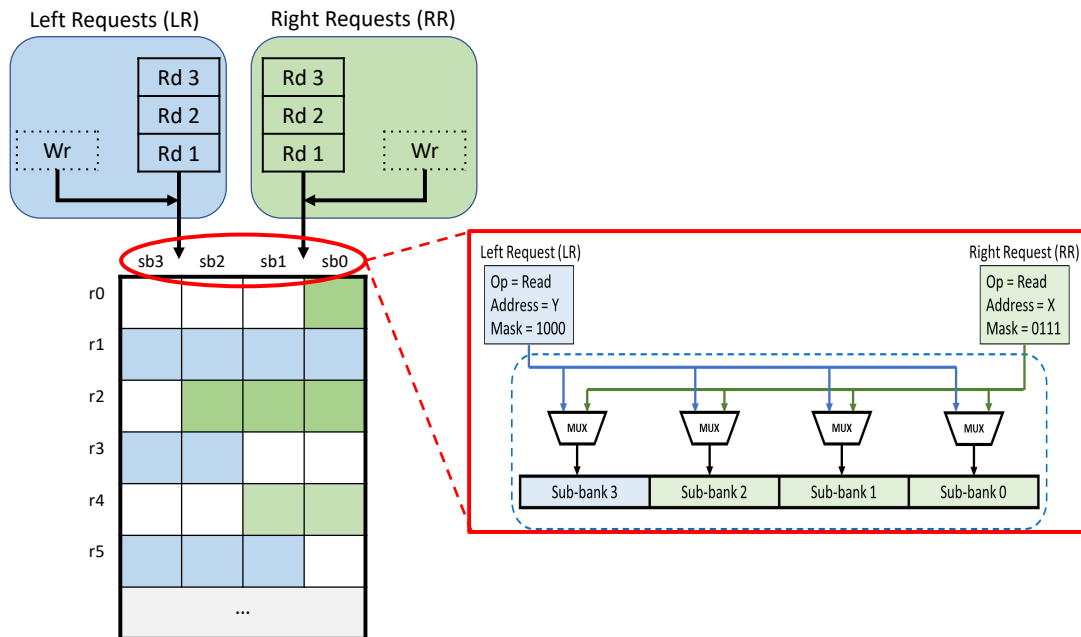 Left Requests (LR)
Right Requests (RR)
Rd 3
Rd 2
Rd 1
Wr
Rd 3
Rd 2
Rd 1
Wr
sb3 sb2 sb1 sb0
r0
r1
r2
r3
r4
r5
...
Left Request (LR)
Op = Read
Address = Y
Mask = 1000
Right Request (RR)
Op = Read
Address = X
Mask = 0111
MUX MUX MUX MUX
Sub-bank 3 Sub-bank 2 Sub-bank 1 Sub-bank 0